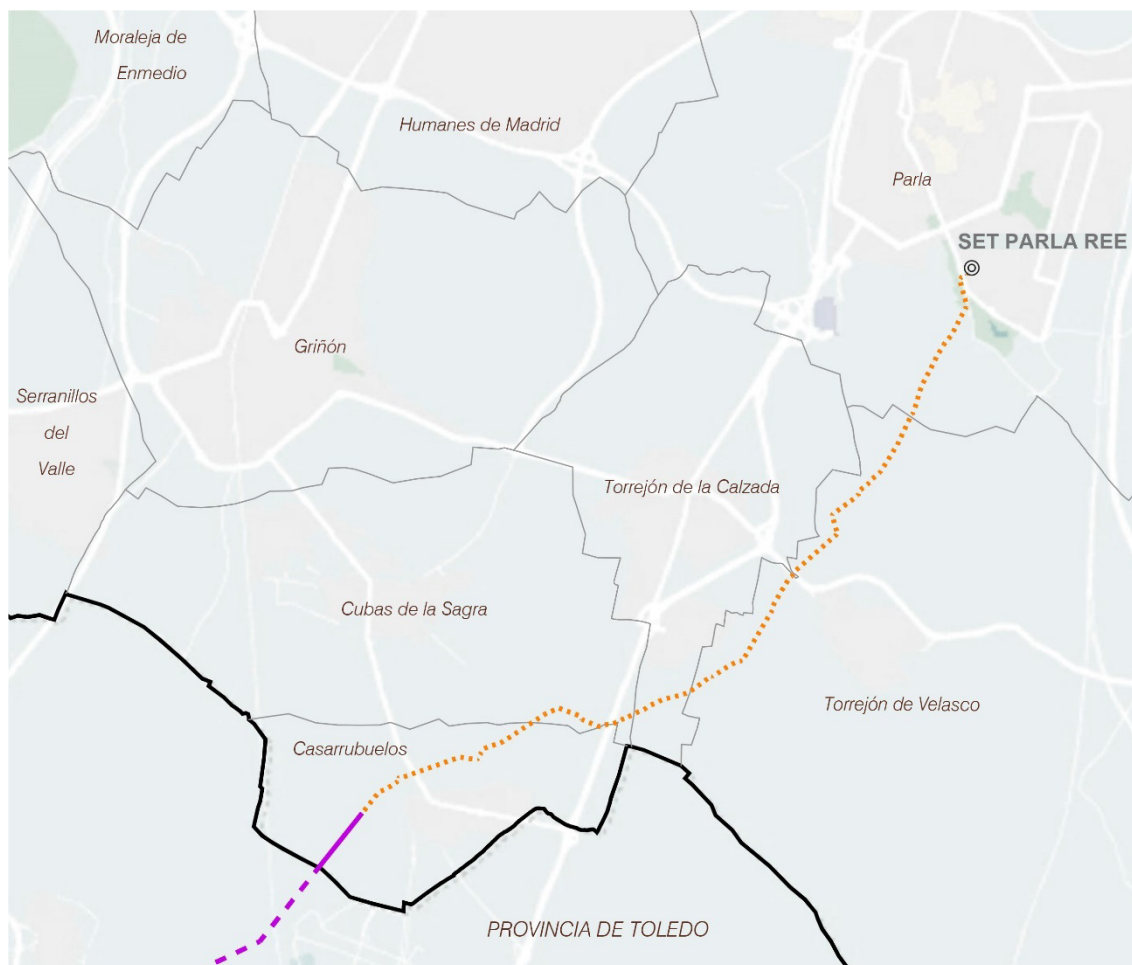 Moraleja de
Enmedio
Humanes de Madrid
Parla
SET PARLA REE
Griñón
Serranillos
del
Valle
Torrejón de la Calzada
Cubas de la Sagra
Torrejón de Velasco
Casarrubuelos
PROVINCIA DE TOLEDO